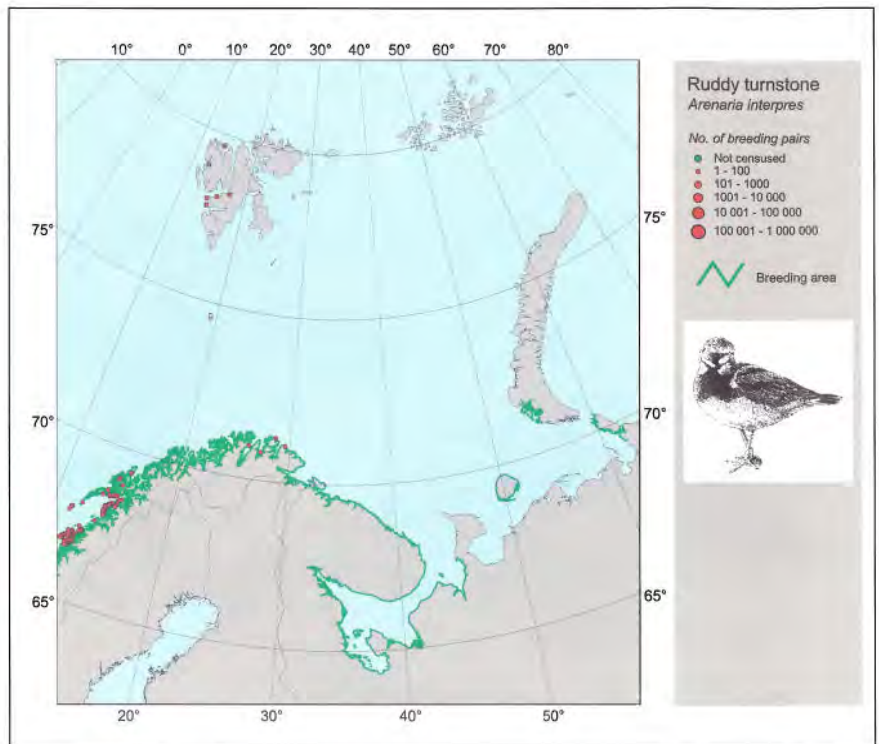 10° 0° 10° 20° 30° 40° 50° 60° 70° 80°
75° 75°
70° 70°
65° 65°
20° 30° 40° 50°
Ruddy turnstone
Arenaria interpres
No. of breeding pairs
Not censused
1 - 100
101 - 1000
1001 - 10 000
10 001 - 100 000
100 001 - 1 000 000
Breeding area